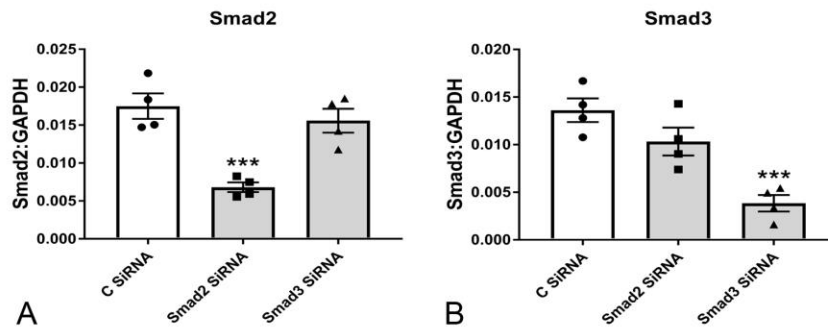 Smad2
Smad2:GAPDH
0.025
0.020
0.015
0.010
0.005
0.000
***
C SiRNA
Smad2 SiRNA
Smad3 SiRNA
A
Smad3
Smad3:GAPDH
0.020
0.015
0.010
0.005
0.000
***
C SiRNA
Smad2 SiRNA
Smad3 SiRNA
B